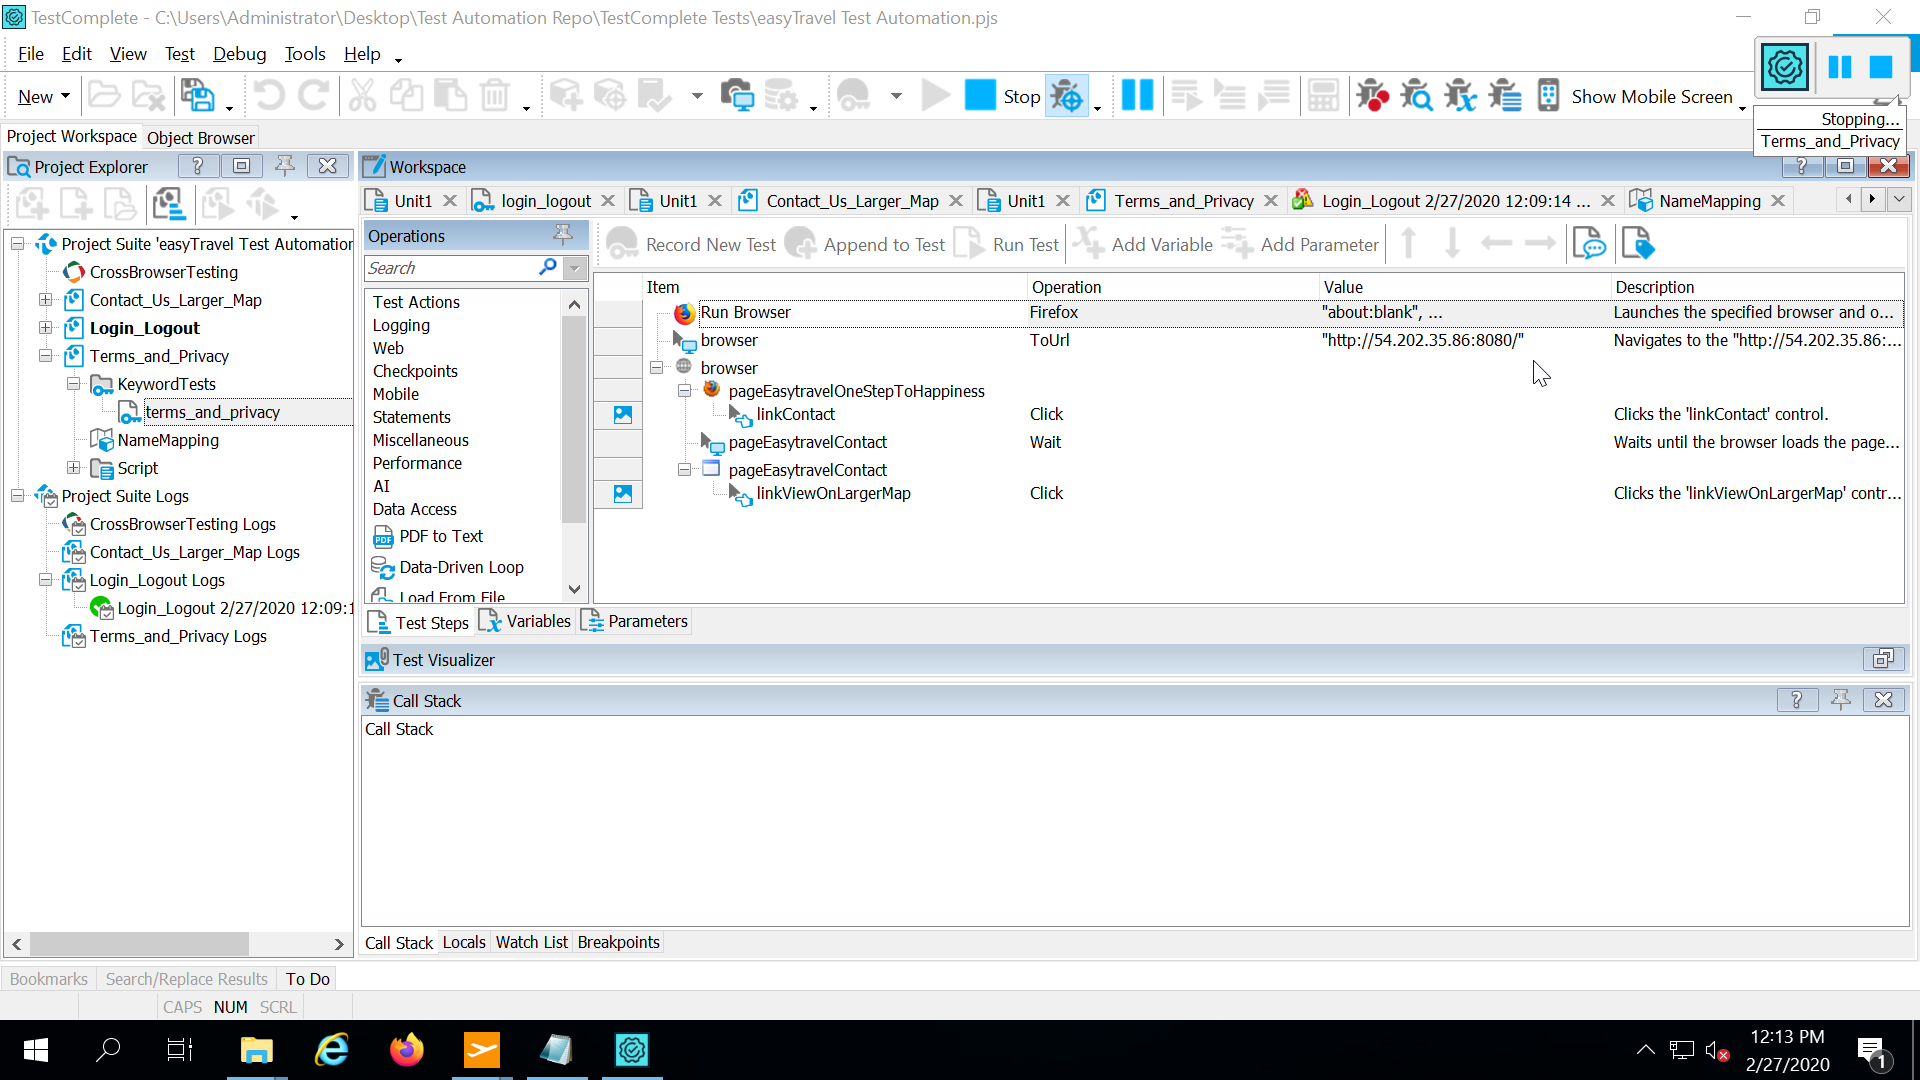 TestComplete - C:\Users\Administrator\Desktop\Test Automation Repo\TestComplete Tests\easyTravel Test Automation.pjs
File Edit View Test Debug Tools Help
New Stop Show Mobile Screen
Stopping...
Terms_and_Privacy
Project Workspace Object Browser
Project Explorer
Workspace
Unit1 login_logout Unit1 Contact_Us_Larger_Map Unit1 Terms_and_Privacy Login_Logout 2/27/2020 12:09:14 ... NameMapping
Project Suite 'easyTravel Test Automation
CrossBrowserTesting
Contact_Us_Larger_Map
Login_Logout
Terms_and_Privacy
KeywordTests
terms_and_privacy
NameMapping
Script
Project Suite Logs
CrossBrowserTesting Logs
Contact_Us_Larger_Map Logs
Login_Logout Logs
Login_Logout 2/27/2020 12:09:1
Terms_and_Privacy Logs
Operations
Search
Test Actions
Logging
Web
Checkpoints
Mobile
Statements
Miscellaneous
Performance
AI
Data Access
PDF to Text
Data-Driven Loop
Load From File
Record New Test Append to Test Run Test Add Variable Add Parameter
Item Operation Value Description
Run Browser Firefox "about:blank", ... Launches the specified browser and o...
browser ToUrl "http://54.202.35.86:8080/" Navigates to the "http://54.202.35.86:...
browser
pageEasytravelOneStepToHappiness
linkContact Click Clicks the 'linkContact' control.
pageEasytravelContact Wait Waits until the browser loads the page...
pageEasytravelContact
linkViewOnLargerMap Click Clicks the 'linkViewOnLargerMap' contr...
Test Steps Variables Parameters
Test Visualizer
Call Stack
Call Stack
Call Stack Locals Watch List Breakpoints
Bookmarks Search/Replace Results To Do
CAPS NUM SCRL
12:13 PM
2/27/2020
1